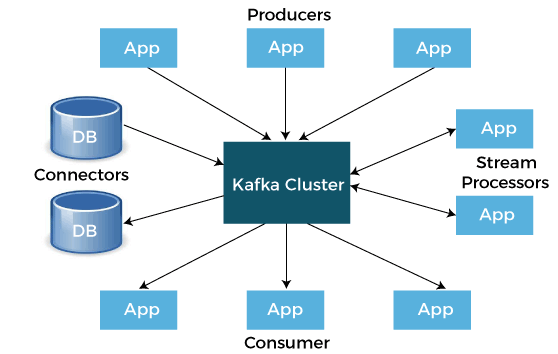 Producers
App
App
App
DB
App
Connectors
Kafka Cluster
Stream
Processors
DB
App
App
App
App
Consumer